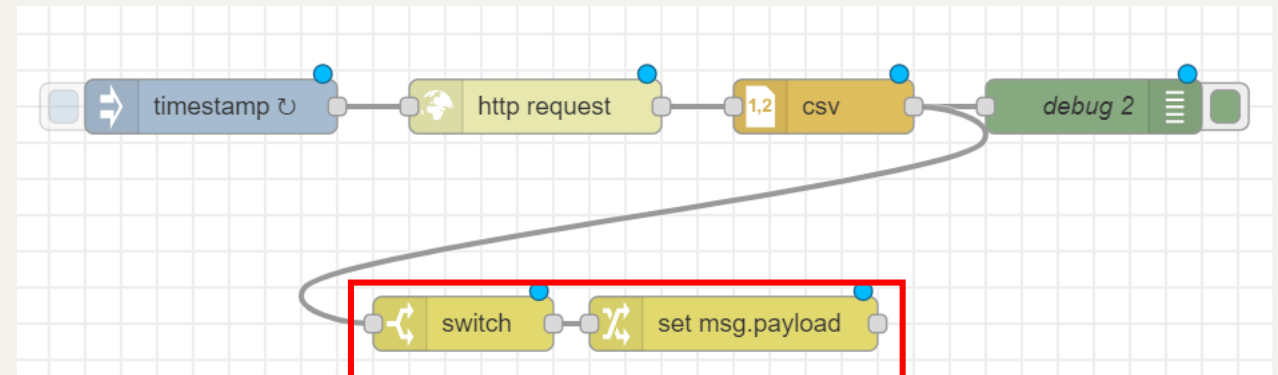 timestamp ↻
http request
1,2
csv
debug 2
switch
set msg.payload